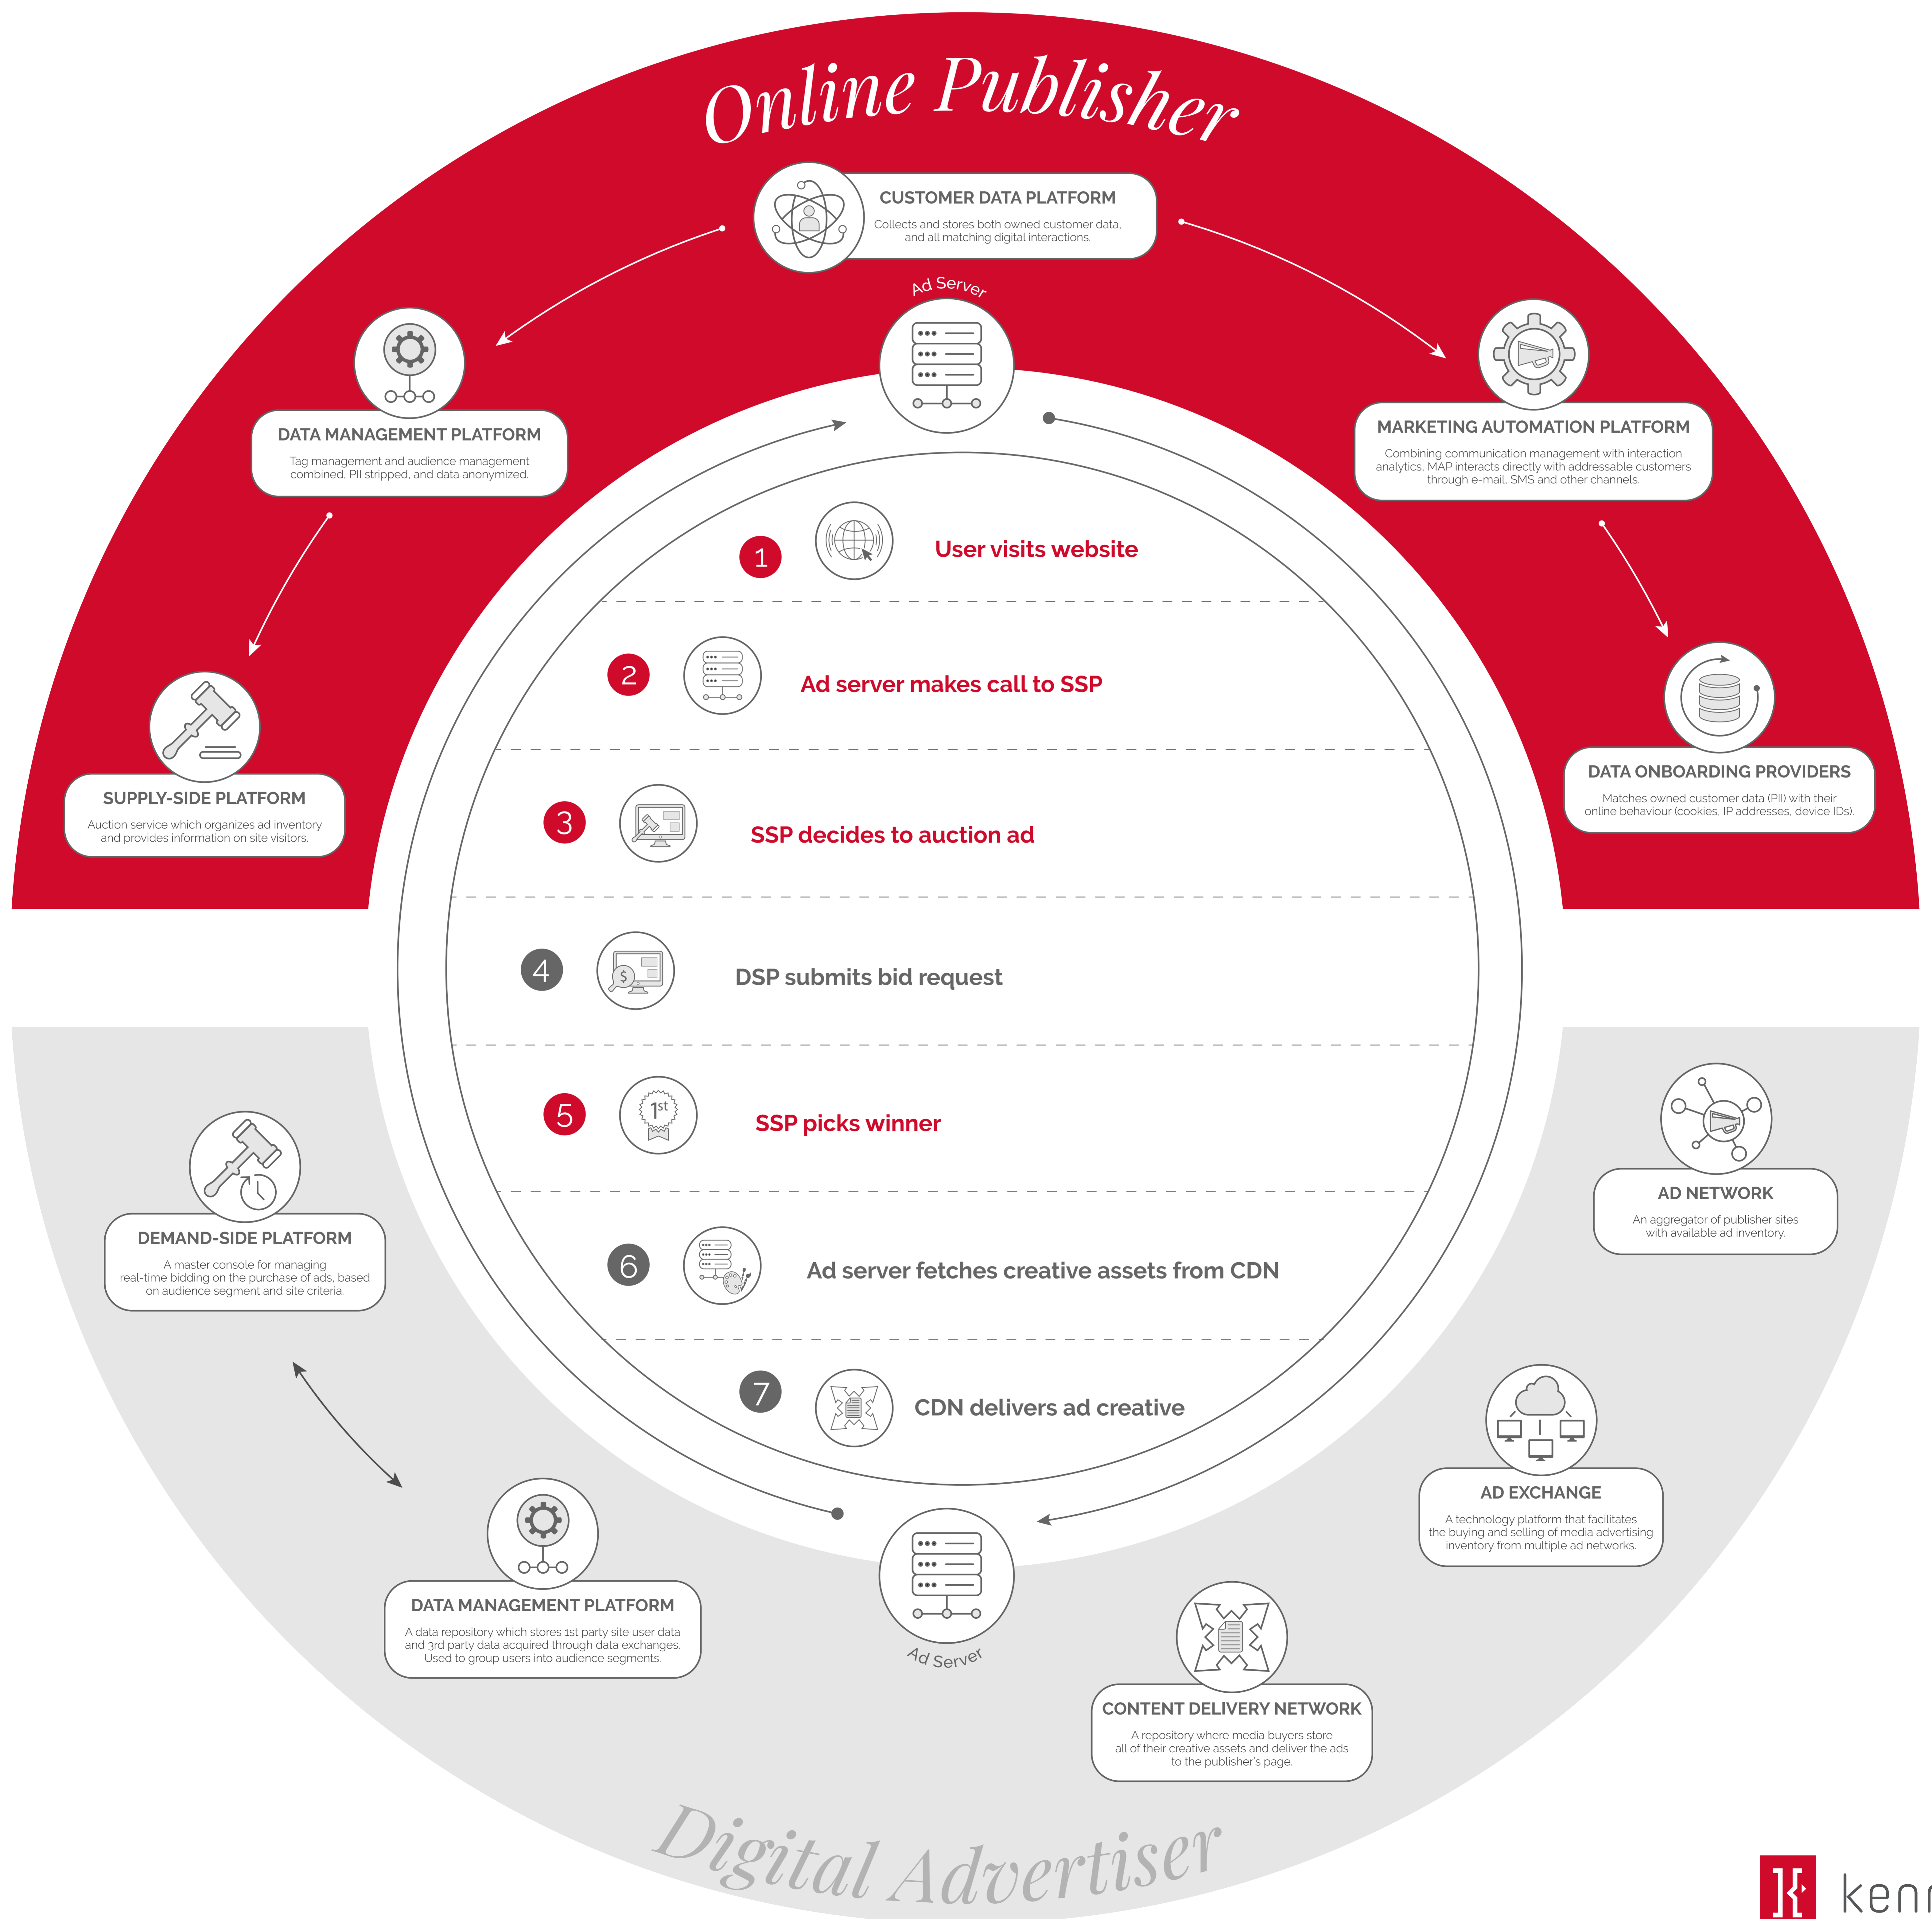 Online Publisher
CUSTOMER DATA PLATFORM
Collects and stores both owned customer data,
and all matching digital interactions.
Ad Server
DATA MANAGEMENT PLATFORM
Tag management and audience management
combined, PII stripped, and data anonymized.
MARKETING AUTOMATION PLATFORM
Combining communication management with interaction
analytics, MAP interacts directly with addressable customers
through e-mail, SMS and other channels.
SUPPLY-SIDE PLATFORM
Auction service which organizes ad inventory
and provides information on site visitors.
DATA ONBOARDING PROVIDERS
Matches owned customer data (PII) with their
online behaviour (cookies, IP addresses, device IDs).
1 User visits website
2 Ad server makes call to SSP
3 SSP decides to auction ad
4 $ DSP submits bid request
5 1st SSP picks winner
6 Ad server fetches creative assets from CDN
7 CDN delivers ad creative
DEMAND-SIDE PLATFORM
A master console for managing
real-time bidding on the purchase of ads, based
on audience segment and site criteria.
AD NETWORK
An aggregator of publisher sites
with available ad inventory.
AD EXCHANGE
A technology platform that facilitates
the buying and selling of media advertising
inventory from multiple ad networks.
DATA MANAGEMENT PLATFORM
A data repository which stores 1st party site user data
and 3rd party data acquired through data exchanges.
Used to group users into audience segments.
Ad Server
CONTENT DELIVERY NETWORK
A repository where media buyers store
all of their creative assets and deliver the ads
to the publisher's page.
Digital Advertiser